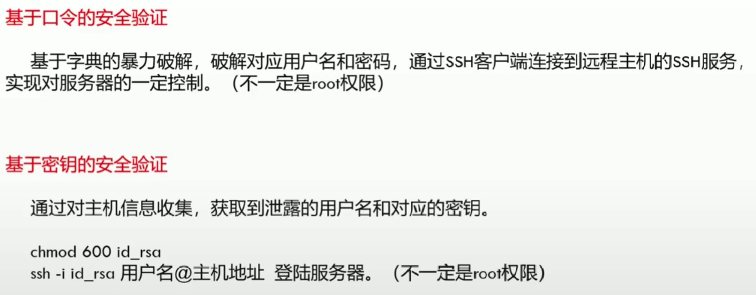 基于口令的安全验证
基于字典的暴力破解，破解对应用户名和密码，通过SSH客户端连接到远程主机的SSH服务，
实现对服务器的一定控制。（不一定是root权限）
基于密钥的安全验证
通过对主机信息收集，获取到泄露的用户名和对应的密钥。
chmod 600 id_rsa
ssh -i id_rsa 用户名@主机地址 登陆服务器。（不一定是root权限）